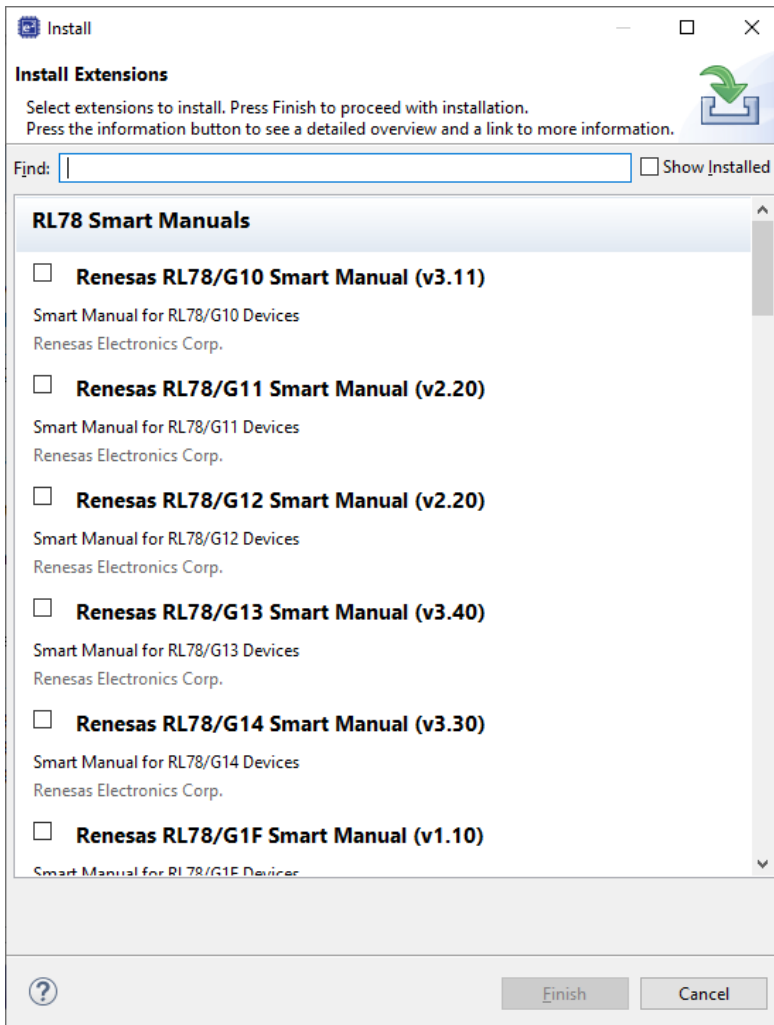 Install
Install Extensions
Select extensions to install. Press Finish to proceed with installation.
Press the information button to see a detailed overview and a link to more information.
Find:
Show Installed
RL78 Smart Manuals
Renesas RL78/G10 Smart Manual (v3.11)
Smart Manual for RL78/G10 Devices
Renesas Electronics Corp.
Renesas RL78/G11 Smart Manual (v2.20)
Smart Manual for RL78/G11 Devices
Renesas Electronics Corp.
Renesas RL78/G12 Smart Manual (v2.20)
Smart Manual for RL78/G12 Devices
Renesas Electronics Corp.
Renesas RL78/G13 Smart Manual (v3.40)
Smart Manual for RL78/G13 Devices
Renesas Electronics Corp.
Renesas RL78/G14 Smart Manual (v3.30)
Smart Manual for RL78/G14 Devices
Renesas Electronics Corp.
Renesas RL78/G1F Smart Manual (v1.10)
Smart Manual for RL78/G1F Devices
Finish
Cancel